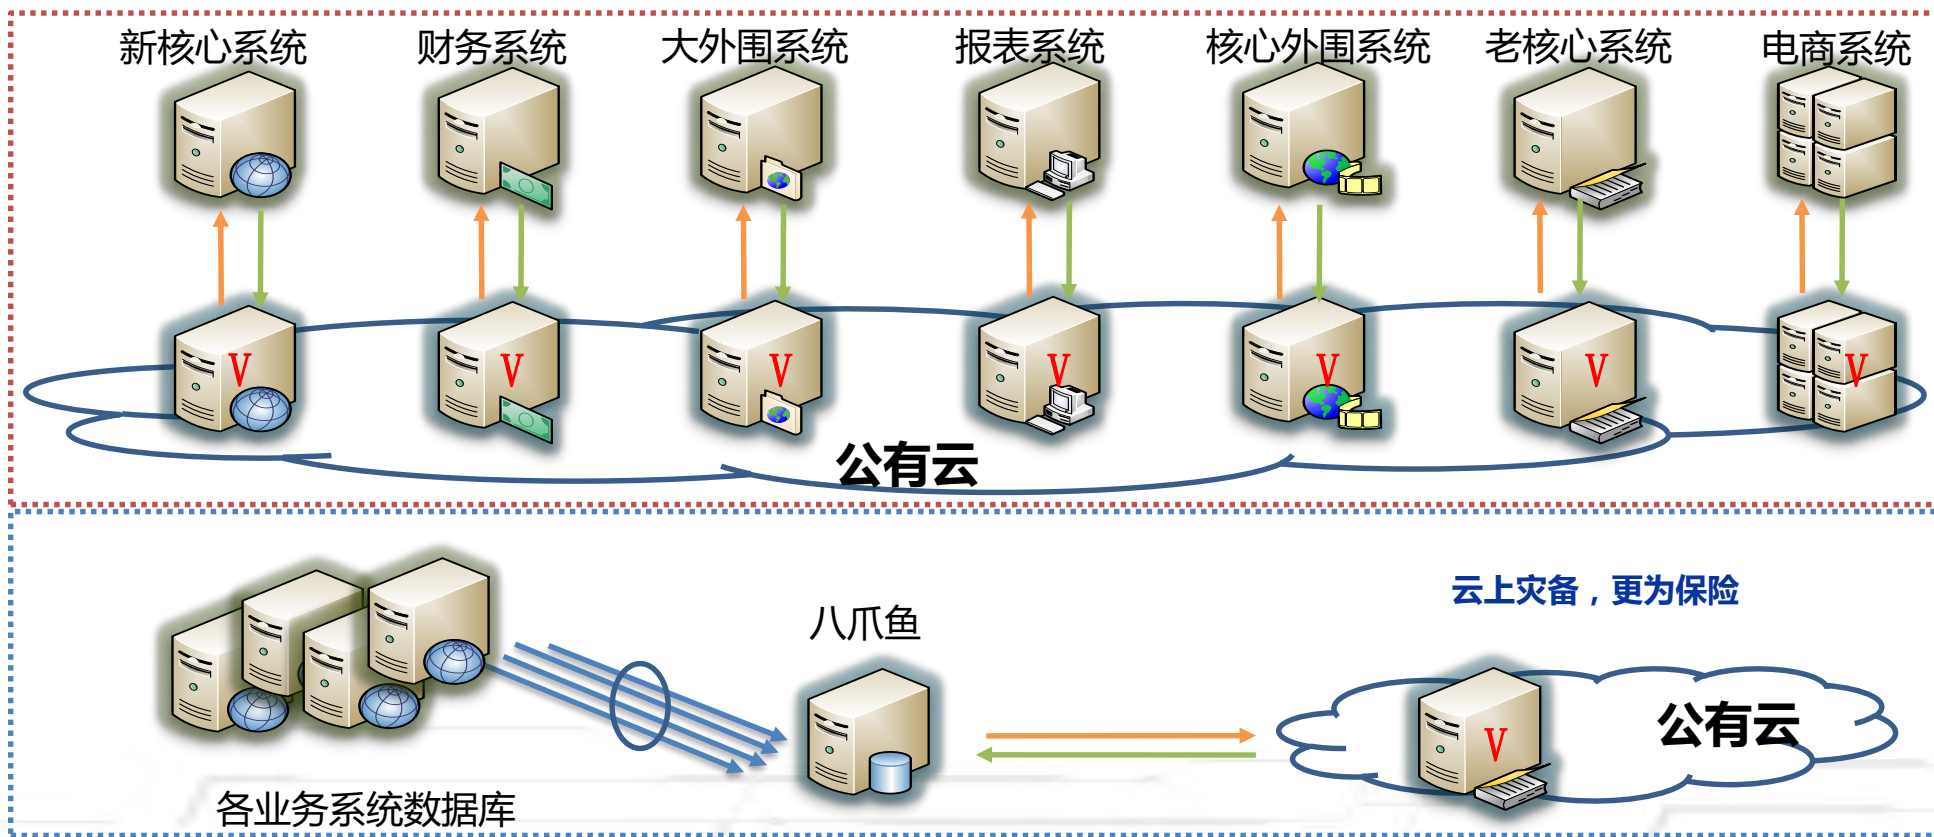 新核心系统
财务系统
大外围系统
报表系统
核心外围系统
老核心系统
电商系统
V
V
V
V
V
V
V
公有云
云上灾备，更为保险
八爪鱼
公有云
V
各业务系统数据库